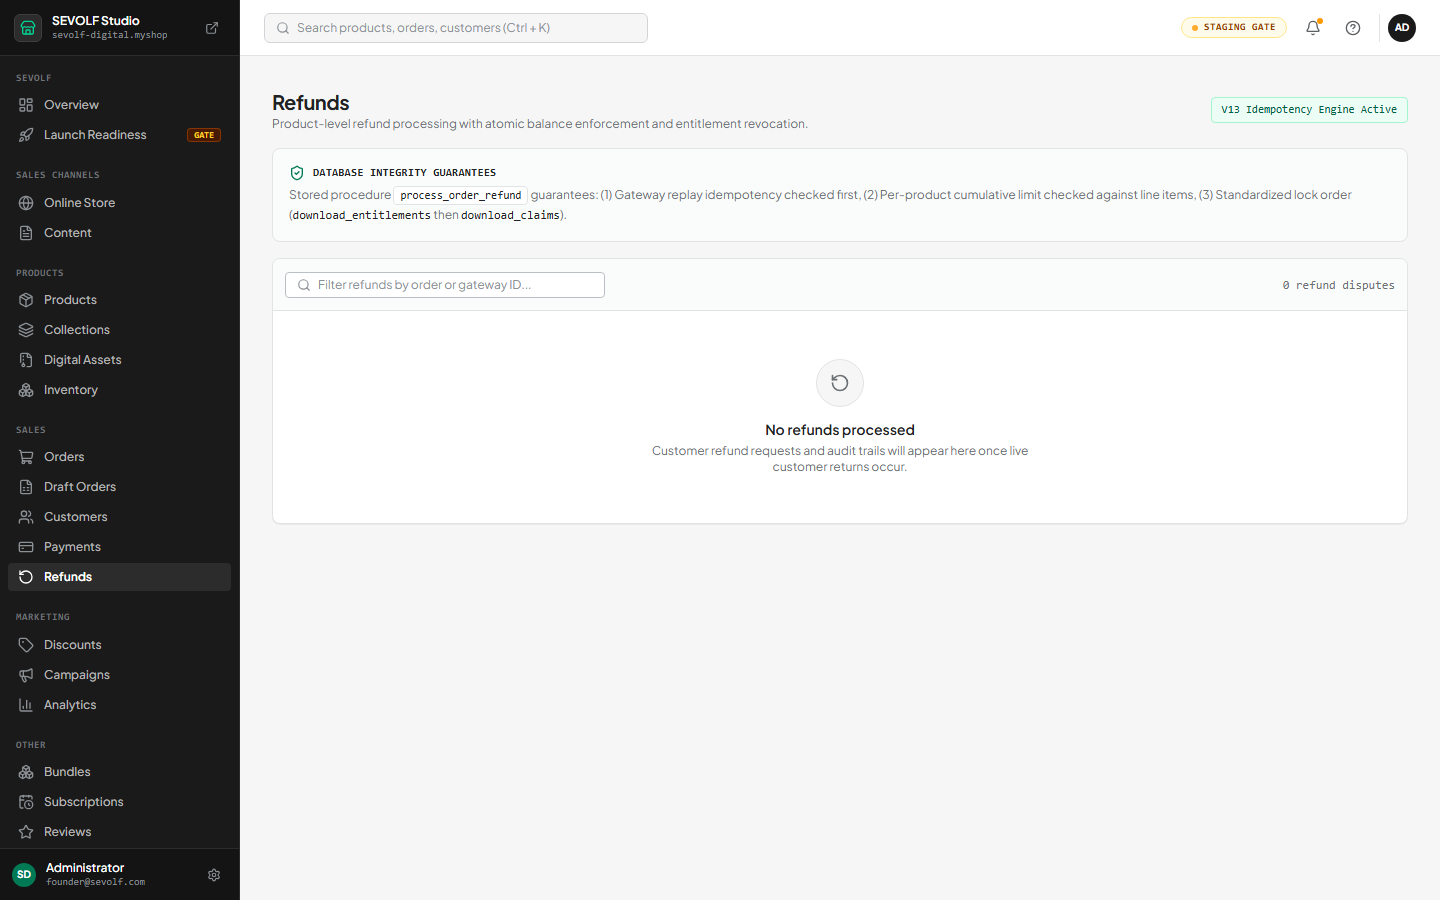 SEVOLF Studio
sevolf-digital.myshop
SEVOLF
Overview
Launch Readiness
GATE
SALES CHANNELS
Online Store
Content
PRODUCTS
Products
Collections
Digital Assets
Inventory
SALES
Orders
Draft Orders
Customers
Payments
Refunds
MARKETING
Discounts
Campaigns
Analytics
OTHER
Bundles
Subscriptions
Reviews
SD
Administrator
founder@sevolf.com
Search products, orders, customers (Ctrl + K)
STAGING GATE
AD
Refunds
Product-level refund processing with atomic balance enforcement and entitlement revocation.
V13 Idempotency Engine Active
DATABASE INTEGRITY GUARANTEES
Stored procedure process_order_refund guarantees: (1) Gateway replay idempotency checked first, (2) Per-product cumulative limit checked against line items, (3) Standardized lock order
(download_entitlements then download_claims).
Filter refunds by order or gateway ID...
0 refund disputes
No refunds processed
Customer refund requests and audit trails will appear here once live
customer returns occur.